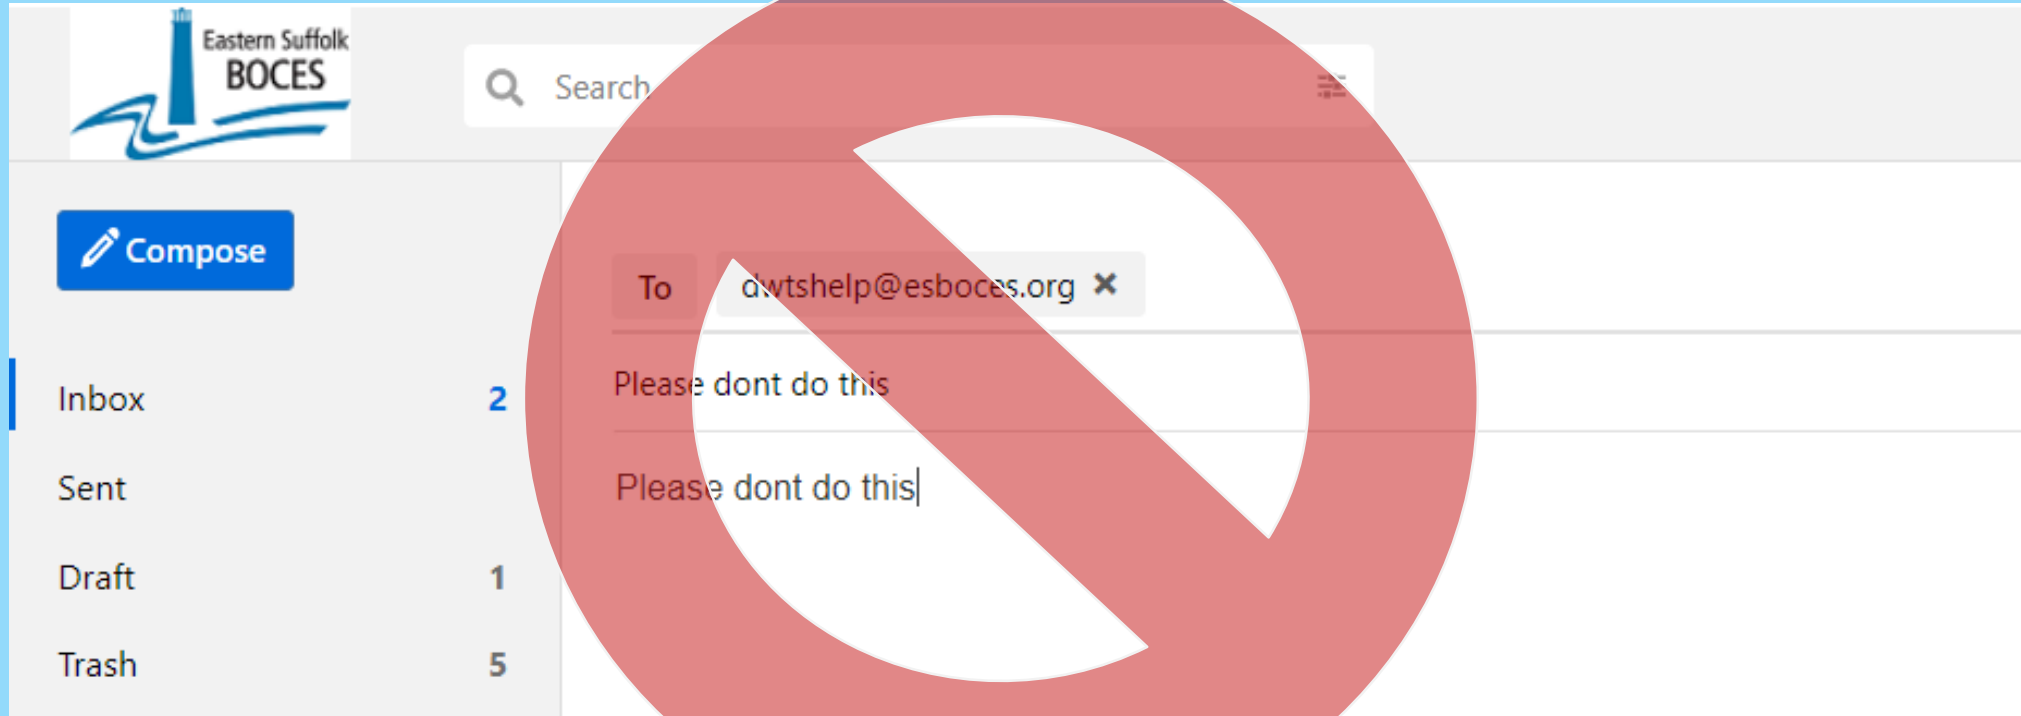 Eastern Suffolk
BOCES
Search
Compose
To dwtshelp@esboces.org
Inbox 2
Please dont do this
Sent
Please dont do this
Draft 1
Trash 5